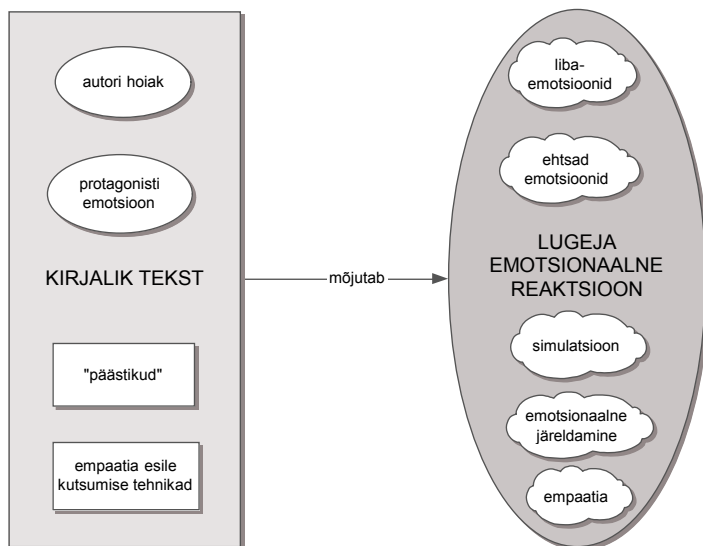 autori hoiak
protagonisti
emotsioon
KIRJALIK TEKST
"päästikud"
empaatia esile
kutsumise tehnikad
mõjutab
liba-
emotsioonid
ehtsad
emotsioonid
LUGEJA
EMOTSIONAALNE
REAKTSIOON
simulatsioon
emotsionaalne
järeldamine
empaatia